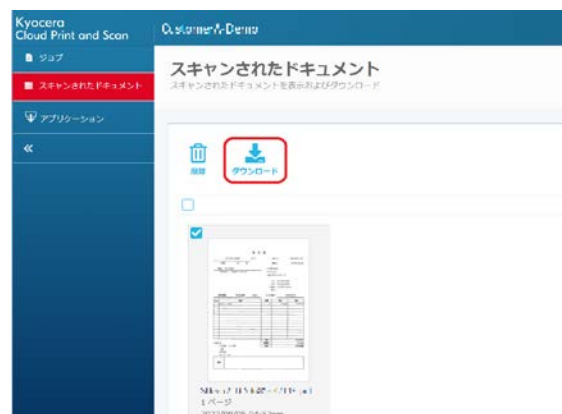 Kyocera
Cloud Print and Scan
CustomerA-Demo
ジョブ
スキャンされたドキュメント
アプリケーション
スキャンされたドキュメント
スキャンされたドキュメントを表示およびダウンロード
削除
ダウンロード
1 ページ